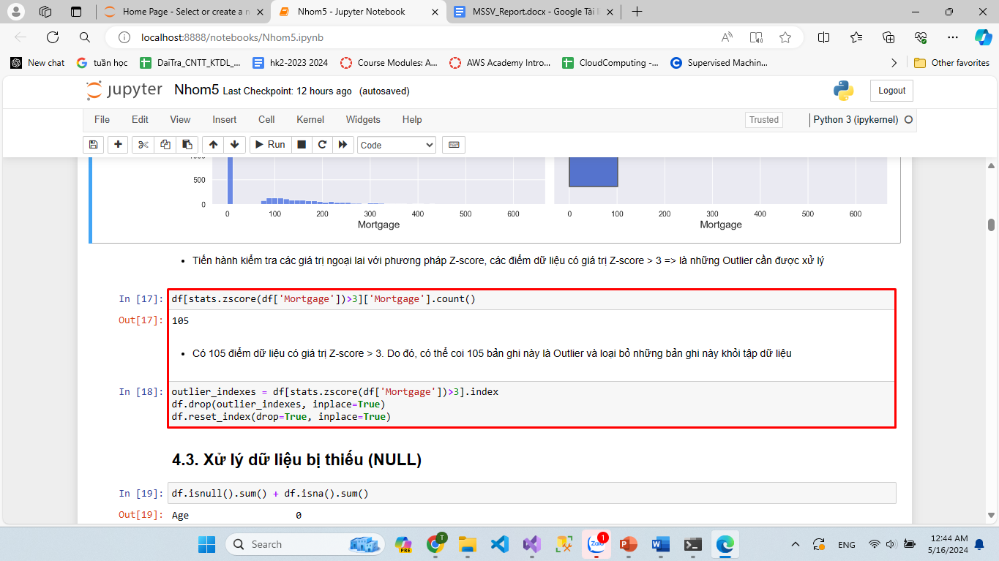 Home Page - Select or create a n
Nhom5 - Jupyter Notebook
MSSV_Report.docx - Google Tài l
localhost:8888/notebooks/Nhom5.ipynb
New chat
tuần học
DaiTra_CNTT_KTDL_...
hk2-2023 2024
Course Modules: A...
AWS Academy Intro...
CloudComputing -...
Supervised Machin...
Other favorites
jupyter Nhom5 Last Checkpoint: 12 hours ago (autosaved)
Logout
File Edit View Insert Cell Kernel Widgets Help
Trusted
Python 3 (ipykernel)
Run
Code
1000
500
0
0 100 200 300 400 500 600
Mortgage
0 100 200 300 400 500 600
Mortgage
Tiến hành kiểm tra các giá trị ngoại lai với phương pháp Z-score, các điểm dữ liệu có giá trị Z-score > 3 => là những Outlier cần được xử lý
In [17]: df[stats.zscore(df['Mortgage'])>3]['Mortgage'].count()
Out[17]: 105
Có 105 điểm dữ liệu có giá trị Z-score > 3. Do đó, có thể coi 105 bản ghi này là Outlier và loại bỏ những bản ghi này khỏi tập dữ liệu
In [18]: outlier_indexes = df[stats.zscore(df['Mortgage'])>3].index
df.drop(outlier_indexes, inplace=True)
df.reset_index(drop=True, inplace=True)
4.3. Xử lý dữ liệu bị thiếu (NULL)
In [19]: df.isnull().sum() + df.isna().sum()
Out[19]: Age 0
Search
PRE
T
Zalo
1
ENG
12:44 AM
5/16/2024